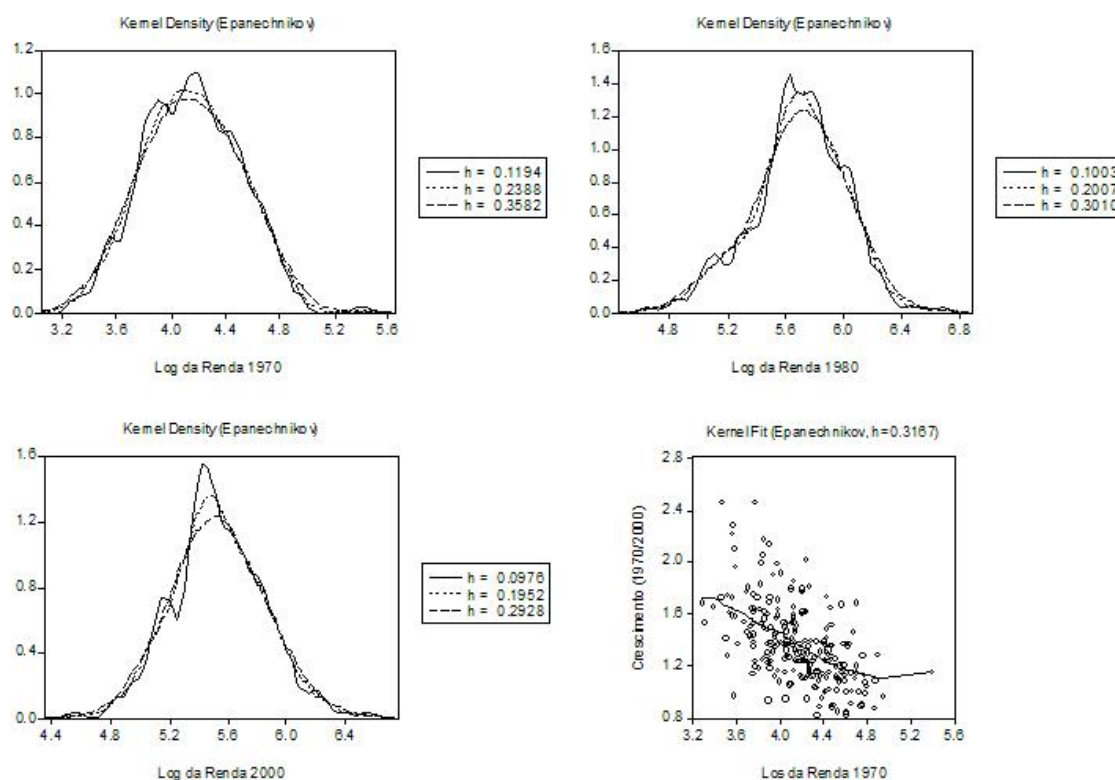 Kernel Density (Epanechnikov)
1.2
1.0
0.8
0.6
0.4
0.2
0.0
3.2 3.6 4.0 4.4 4.8 5.2 5.6
Log da Renda 1970
h = 0.1194
h = 0.2388
h = 0.3582
Kernel Density (Epanechnikov)
1.6
1.4
1.2
1.0
0.8
0.6
0.4
0.2
0.0
4.8 5.2 5.6 6.0 6.4 6.8
Log da Renda 1980
h = 0.1003
h = 0.2007
h = 0.3010
Kernel Density (Epanechnikov)
1.6
1.2
0.8
0.4
0.0
4.4 4.8 5.2 5.6 6.0 6.4
Log da Renda 2000
h = 0.0976
h = 0.1952
h = 0.2928
Kernel Fit (Epanechnikov, h=0.3167)
Crescimento (1970/2000)
2.8
2.4
2.0
1.6
1.2
0.8
3.2 3.6 4.0 4.4 4.8 5.2 5.6
Los da Renda 1970